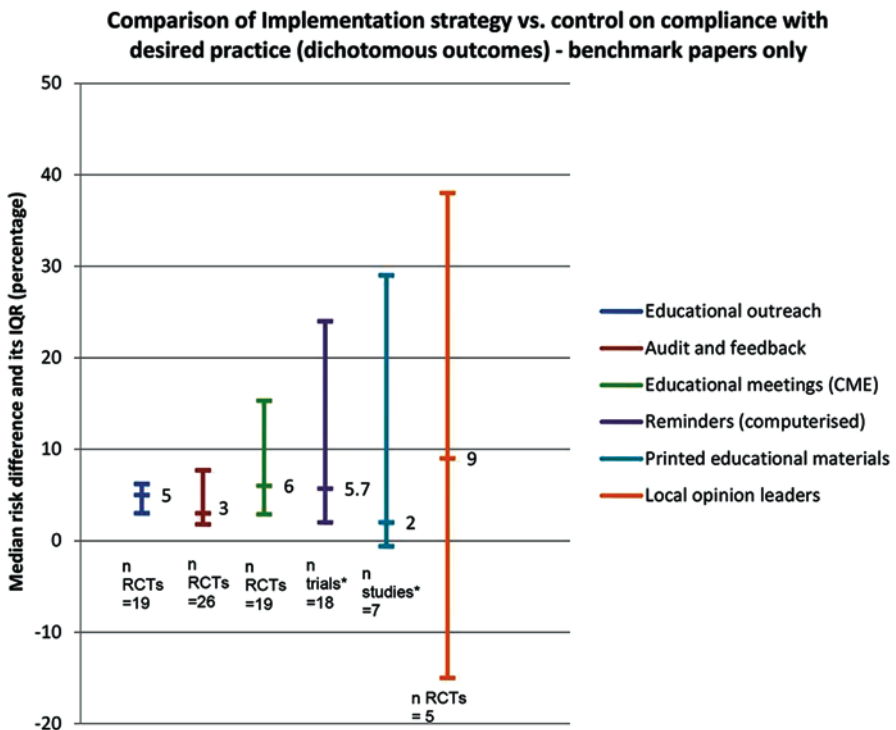 Comparison of Implementation strategy vs. control on compliance with
desired practice (dichotomous outcomes) - benchmark papers only
Median risk difference and its IQR (percentage)
50
40
30
20
10
0
-10
-20
5
3
6
5.7
2
9
n
RCTs
=19
n
RCTs
=26
n
RCTs
=19
n
trials*
=18
n
studies*
=7
n RCTs
= 5
Educational outreach
Audit and feedback
Educational meetings (CME)
Reminders (computerised)
Printed educational materials
Local opinion leaders